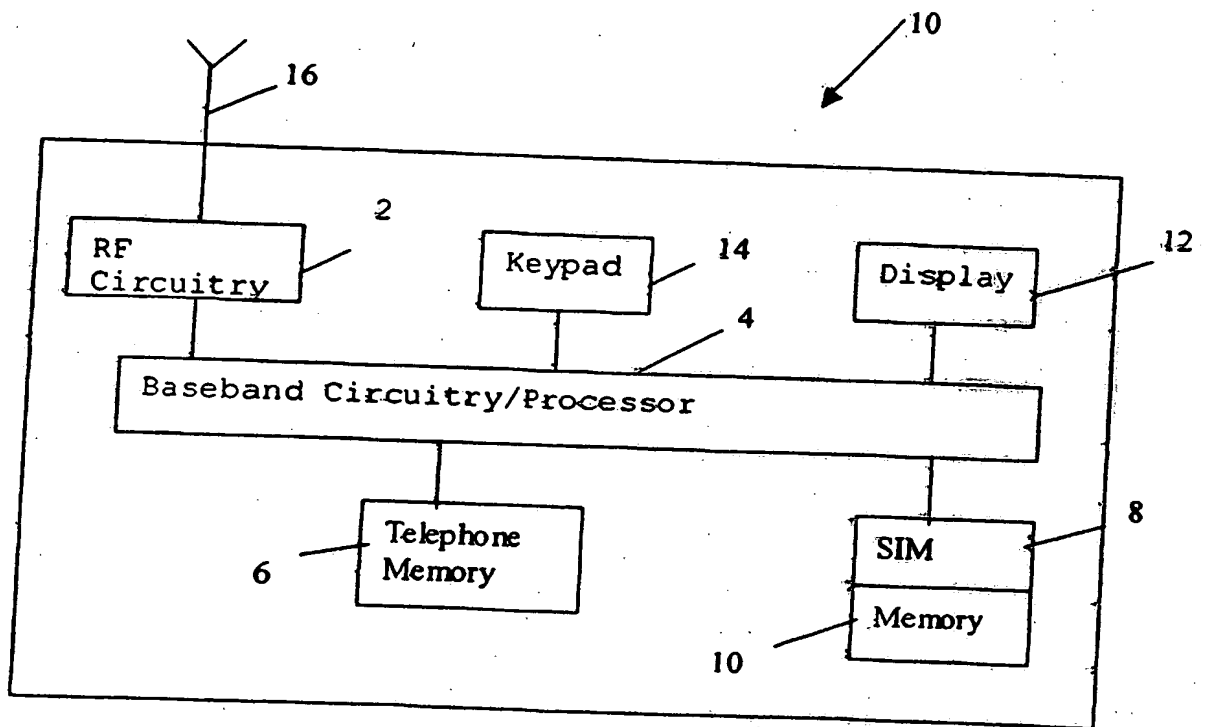 10
16
2
RF
Circuitry
Keypad
14
Display
12
4
Baseband Circuitry/Processor
Telephone
Memory
6
SIM
8
Memory
10